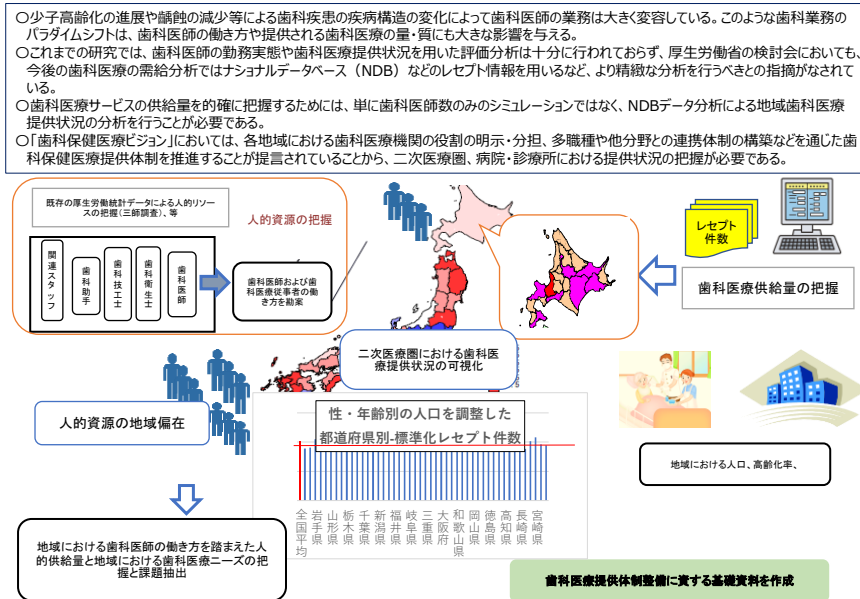 ○少子高齢化の進展や齲蝕の減少等による歯科疾患の疾病構造の変化によって歯科医師の業務は大きく変容している。このような歯科業務の
パラダイムシフトは、歯科医師の働き方や提供される歯科医療の量・質にも大きな影響を与える。
○これまでの研究では、歯科医師の勤務実態や歯科医療提供状況を用いた評価分析は十分に行われておらず、厚生労働省の検討会においても、
今後の歯科医療の需給分析ではナショナルデータベース（NDB）などのレセプト情報を用いるなど、より精緻な分析を行うべきとの指摘がなされて
いる。
○歯科医療サービスの供給量を的確に把握するためには、単に歯科医師数のみのシミュレーションではなく、NDBデータ分析による地域歯科医療
提供状況の分析を行うことが必要である。
○「歯科保健医療ビジョン」においては、各地域における歯科医療機関の役割の明示・分担、多職種や他分野との連携体制の構築などを通じた歯
科保健医療提供体制を推進することが提言されていることから、二次医療圏、病院・診療所における提供状況の把握が必要である。
既存の厚生労働統計データによる人的リソー
スの把握(三師調査)、等
人的資源の把握
関連スタッフ
歯科助手
歯科技工士
歯科衛生士
歯科医師
歯科医師および歯
科医療従事者の働
き方を勘案
レセプト
件数
歯科医療供給量の把握
二次医療圏における歯科医
療提供状況の可視化
人的資源の地域偏在
性・年齢別の人口を調整した
都道府県別-標準化レセプト件数
全国平均
岩手県
山形県
栃木県
千葉県
新潟県
福井県
岐阜県
三重県
大阪府
和歌山県
岡山県
徳島県
高知県
長崎県
宮崎県
地域における人口、高齢化率、
地域における歯科医師の働き方を踏まえた人
的供給量と地域における歯科医療ニーズの把
握と課題抽出
歯科医療提供体制整備に資する基礎資料を作成